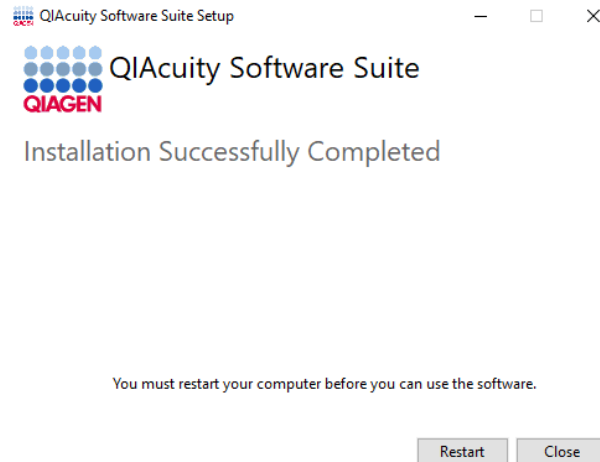 QIAcuity Software Suite Setup
QIAcuity Software Suite
QIAGEN
Installation Successfully Completed
You must restart your computer before you can use the software.
Restart Close